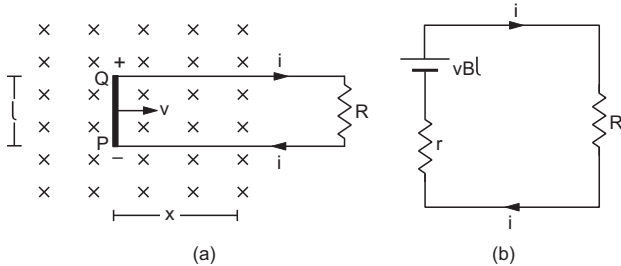 + i i
Q vBl
l v R R
P r
− i
x i
(a) (b)